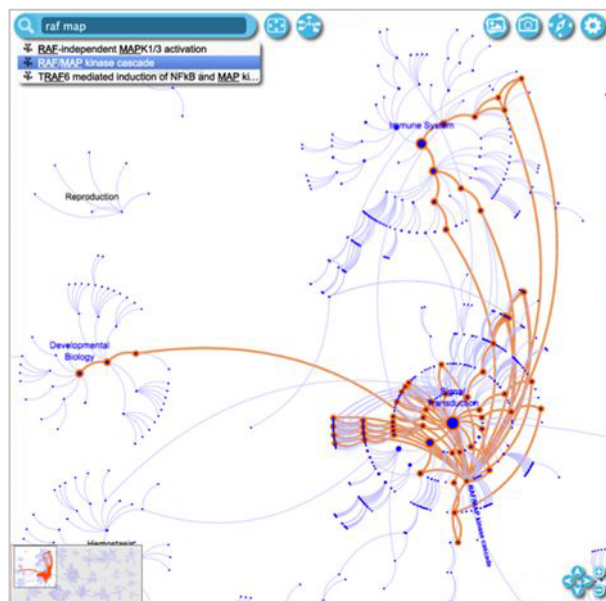 raf map
RAF-independent MAPK1/3 activation
RAF/MAP kinase cascade
TRAF6 mediated induction of NFkB and MAP ki...
Immune System
Reproduction
Developmental
Biology
Signal
Transduction
RAF/MAP kinase cascade
Hemostasis